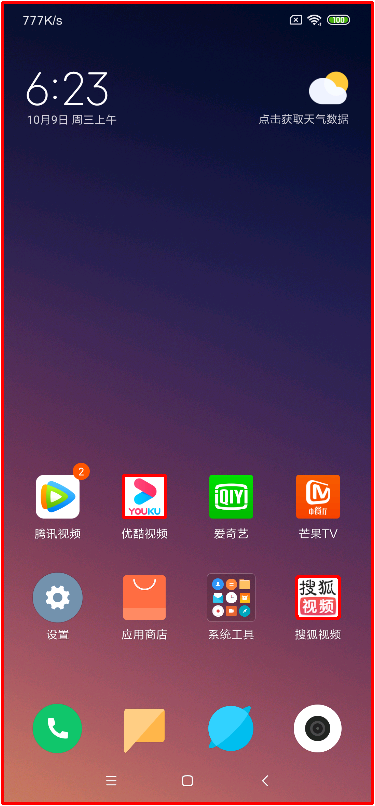 777K/s
100
6:23
10月9日 周三上午
点击获取天气数据
2
YOUKU
iQIYI
腾讯视频
优酷视频
爱奇艺
芒果TV
搜狐
视频
设置
应用商店
系统工具
搜狐视频